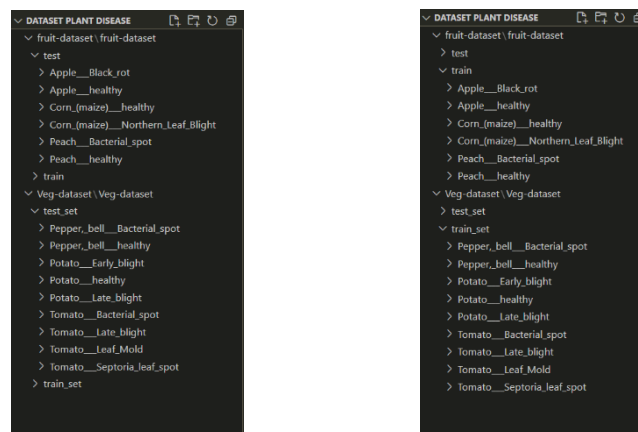 DATASET PLANT DISEASE
fruit-dataset\fruit-dataset
test
Apple___Black_rot
Apple___healthy
Corn_(maize)___healthy
Corn_(maize)___Northern_Leaf_Blight
Peach___Bacterial_spot
Peach___healthy
train
Veg-dataset\Veg-dataset
test_set
Pepper,_bell___Bacterial_spot
Pepper,_bell___healthy
Potato___Early_blight
Potato___healthy
Potato___Late_blight
Tomato___Bacterial_spot
Tomato___Late_blight
Tomato___Leaf_Mold
Tomato___Septoria_leaf_spot
train_set
DATASET PLANT DISEASE
fruit-dataset\fruit-dataset
test
train
Apple___Black_rot
Apple___healthy
Corn_(maize)___healthy
Corn_(maize)___Northern_Leaf_Blight
Peach___Bacterial_spot
Peach___healthy
Veg-dataset\Veg-dataset
test_set
train_set
Pepper,_bell___Bacterial_spot
Pepper,_bell___healthy
Potato___Early_blight
Potato___healthy
Potato___Late_blight
Tomato___Bacterial_spot
Tomato___Late_blight
Tomato___Leaf_Mold
Tomato___Septoria_leaf_spot